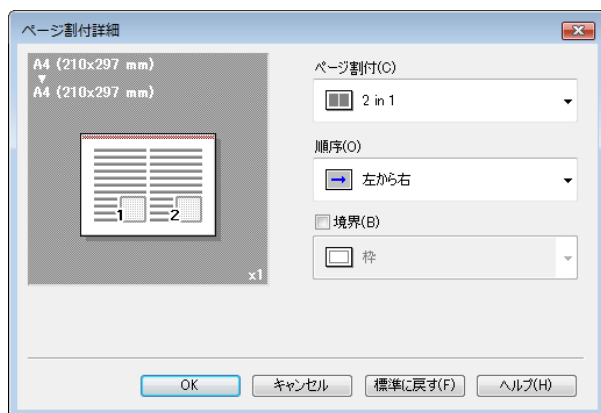 ページ割付詳細
A4 (210x297 mm)
A4 (210x297 mm)
1 2
x1
ページ割付(C)
2 in 1
順序(O)
左から右
境界(B)
枠
OK キャンセル 標準に戻す(F) ヘルプ(H)